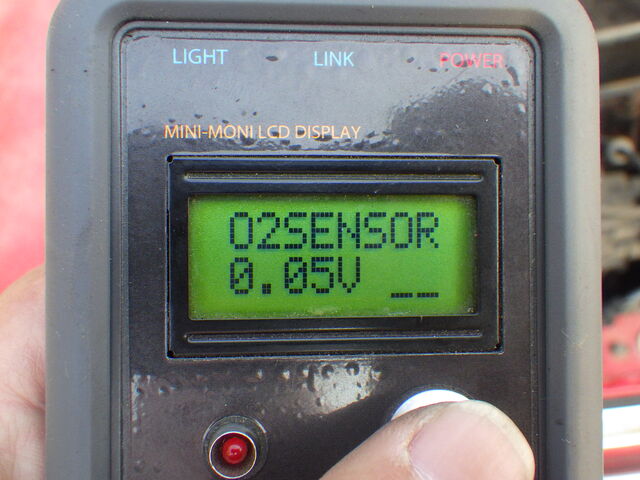 LIGHT LINK POWER
MINI-MONI LCD DISPLAY
O2SENSOR
0.05V __